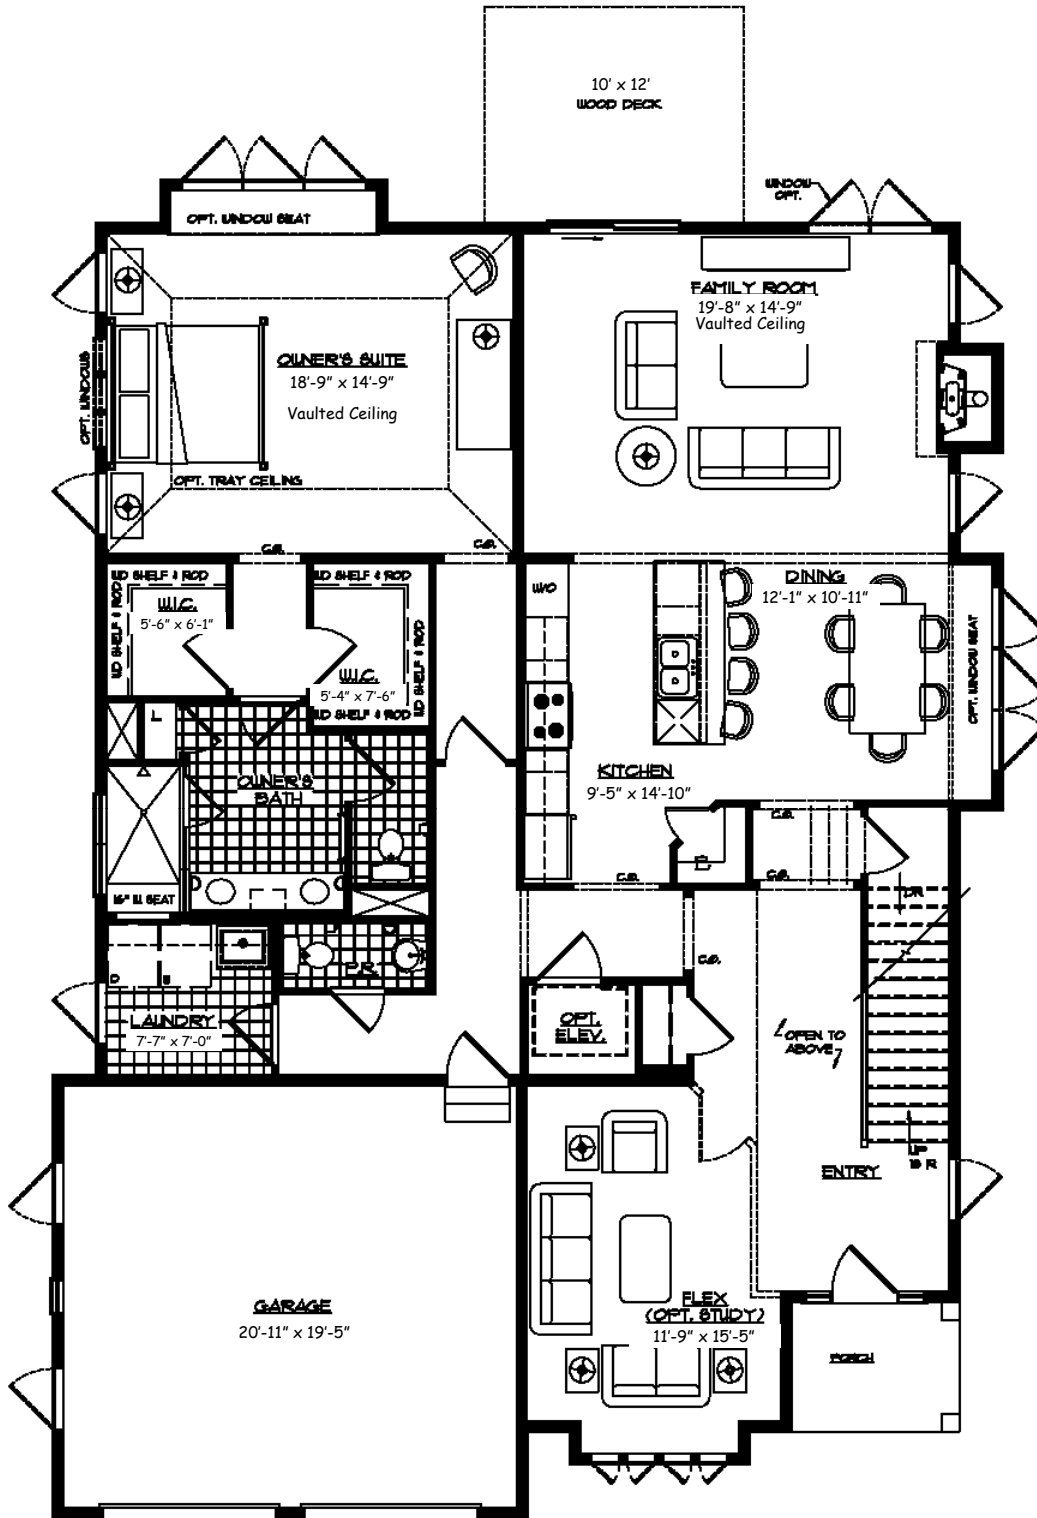 10' x 12'
WOOD DECK
WINDOW
OPT.
OPT. WINDOW SEAT
FAMILY ROOM
19'-8" x 14'-9"
Vaulted Ceiling
OWNER'S SUITE
18'-9" x 14'-9"
Vaulted Ceiling
OPT. WINDOWS
OPT. TRAY CEILING
C.O.
C.O.
WD SHELF & ROD
WD SHELF & ROD
WD SHELF & ROD
W.I.C.
5'-6" x 6'-1"
W.I.C.
5'-4" x 7'-6"
WD SHELF & ROD
WD SHELF & ROD
W/O
DINING
12'-1" x 10'-11"
OPT. WINDOW SEAT
L
KITCHEN
9'-5" x 14'-10"
OWNER'S
BATH
C.O.
C.O.
C.O.
SEAT
DN
P.R.
C.O.
D
LAUNDRY
7'-7" x 7'-0"
OPT.
ELEV.
OPEN TO
ABOVE
UP
R
ENTRY
GARAGE
20'-11" x 19'-5"
FLEX
(OPT. STUDY)
11'-9" x 15'-5"
PORCH